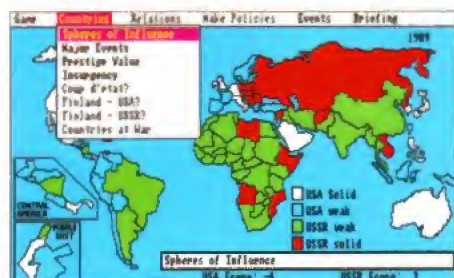 Game Countries Relations Make Policies Events Briefing
Spheres of Influence
Major Events
Prestige Value
Insurgency
Coup d'etat?
Finland - USA?
Finland - USSR?
Countries at War
1989
CENTRAL AMERICA
MIDDLE EAST
USA Solid
USA weak
USSR weak
USSR solid
Spheres of Influence
USA Score: USSR Score: